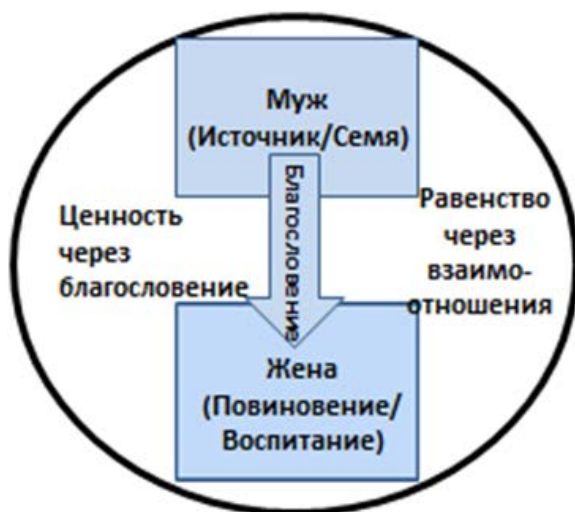 Муж
(Источник/Семя)
Благословение
Ценность
через
благословение
Равенство
через
взаимо-
отношения
Жена
(Повиновение/
Воспитание)